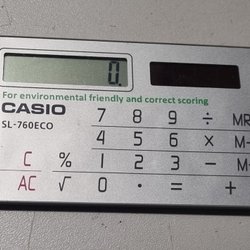 0.
For environmental friendly and correct scoring
CASIO
SL-760ECO
7 8 9 ÷ MR
4 5 6 × M-
C % 1 2 3 − M+
AC √ 0 · = +